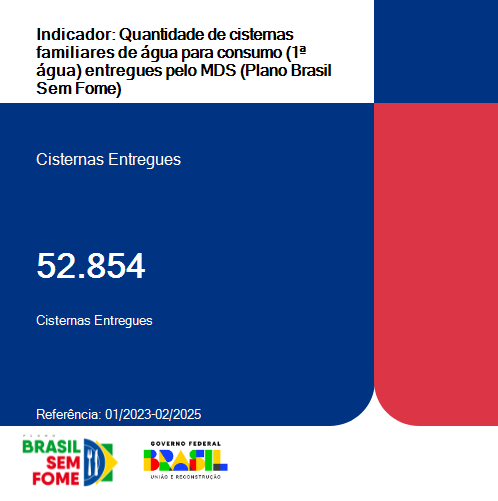 Indicador: Quantidade de cisternas
familiares de água para consumo (1ª
água) entregues pelo MDS (Plano Brasil
Sem Fome)
Cisternas Entregues
52.854
Cisternas Entregues
Referência: 01/2023-02/2025
PLANO
BRASIL
SEM
FOME
GOVERNO FEDERAL
BRASIL
UNIÃO E RECONSTRUÇÃO